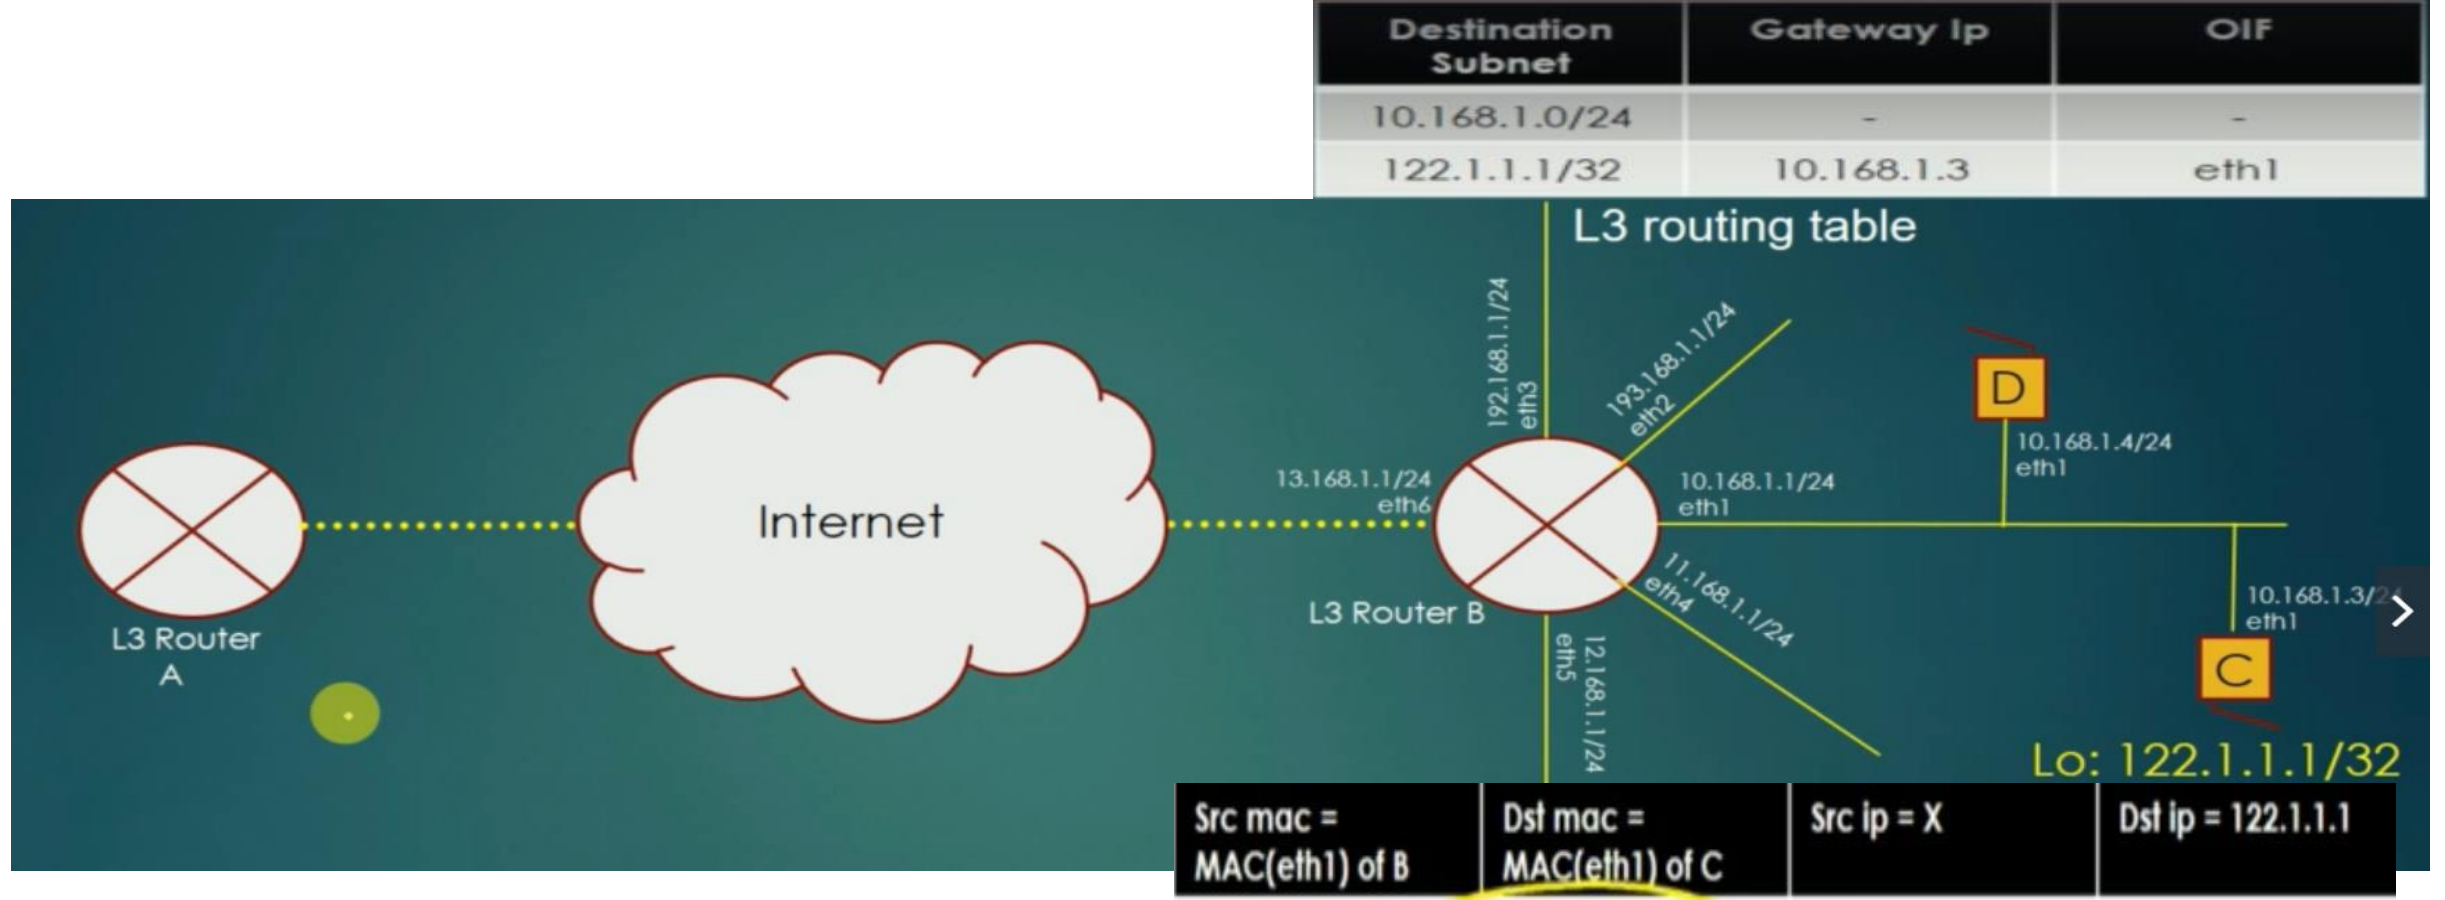 Destination Subnet
Gateway Ip
OIF
10.168.1.0/24
-
-
122.1.1.1/32
10.168.1.3
eth1
L3 routing table
192.168.1.1/24
eth3
193.168.1.1/24
eth2
D
10.168.1.4/24
eth1
13.168.1.1/24
eth6
10.168.1.1/24
eth1
Internet
11.168.1.1/24
eth4
10.168.1.3/24
eth1
L3 Router B
L3 Router
A
12.168.1.1/24
eth5
C
Lo: 122.1.1.1/32
Src mac =
MAC(eth1) of B
Dst mac =
MAC(eth1) of C
Src ip = X
Dst ip = 122.1.1.1